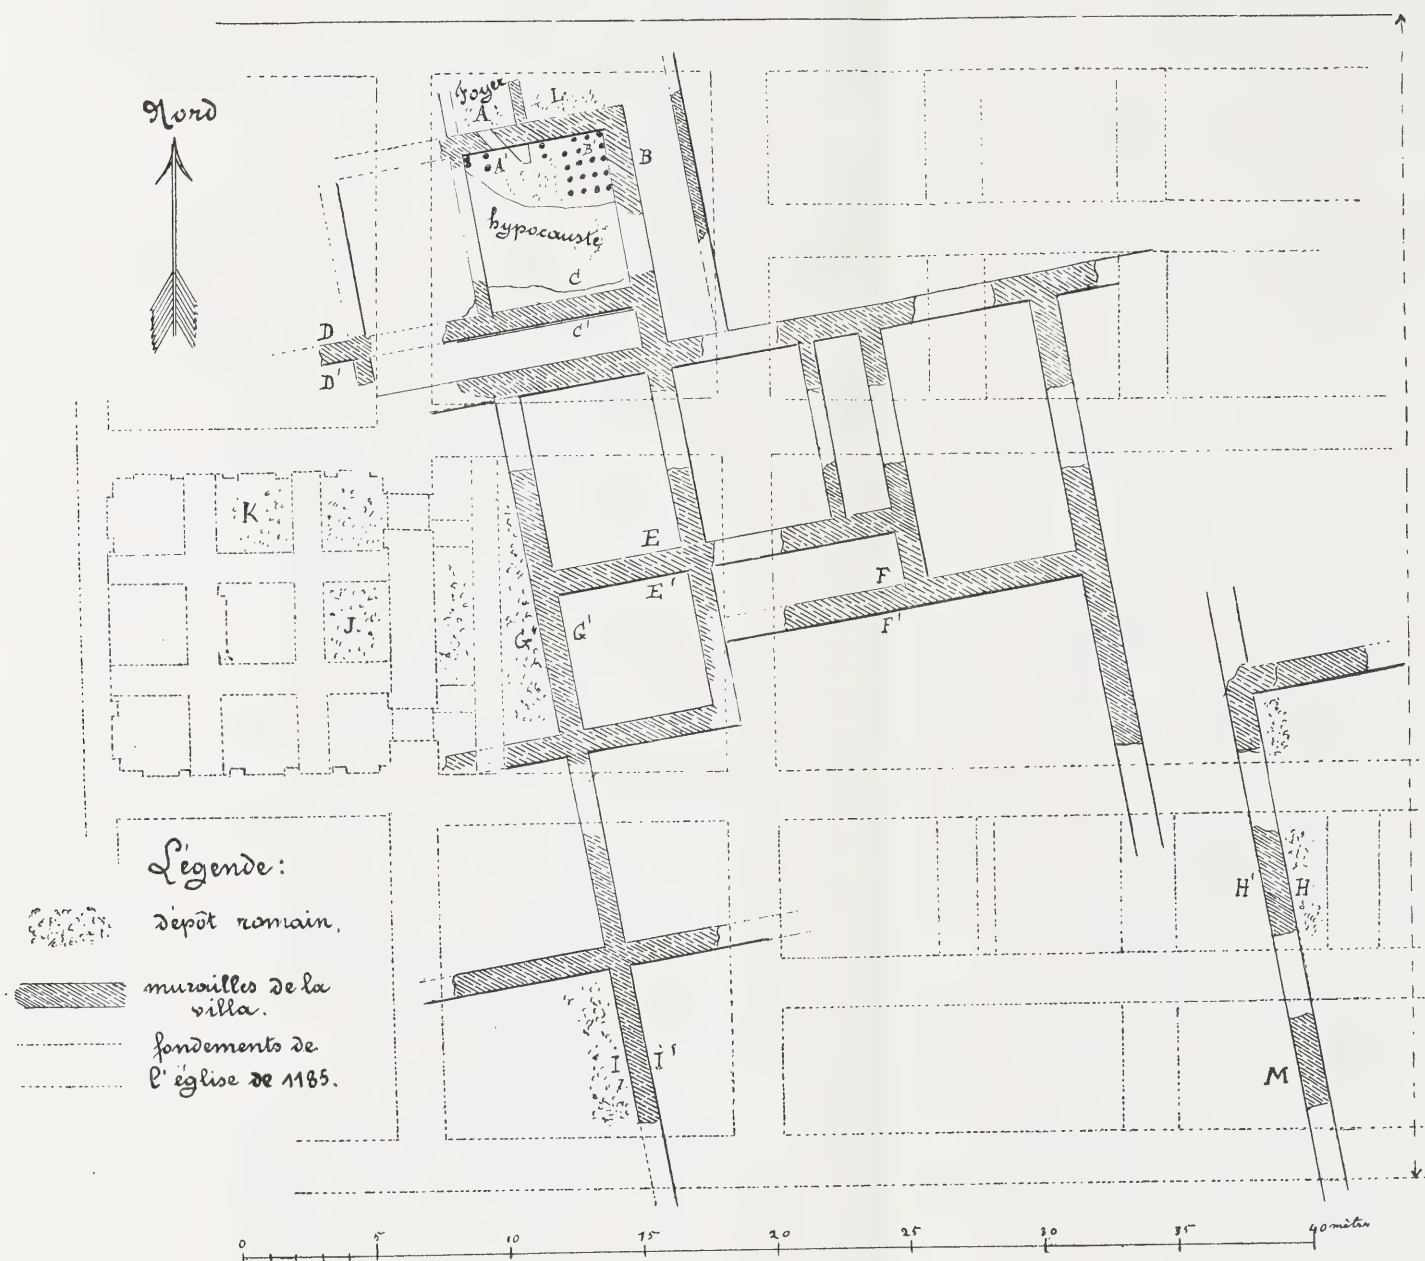 Nord
Foyer
A
L
B
A'
B'
hypocauste
C
C'
D
D'
K
J
E
E'
F
F'
G
G'
H'
H
I
I'
M
Légende :
dépôt romain,
murailles de la
villa.
fondements de
l'église de 1185.
0 5 10 15 20 25 30 35 40 mètres